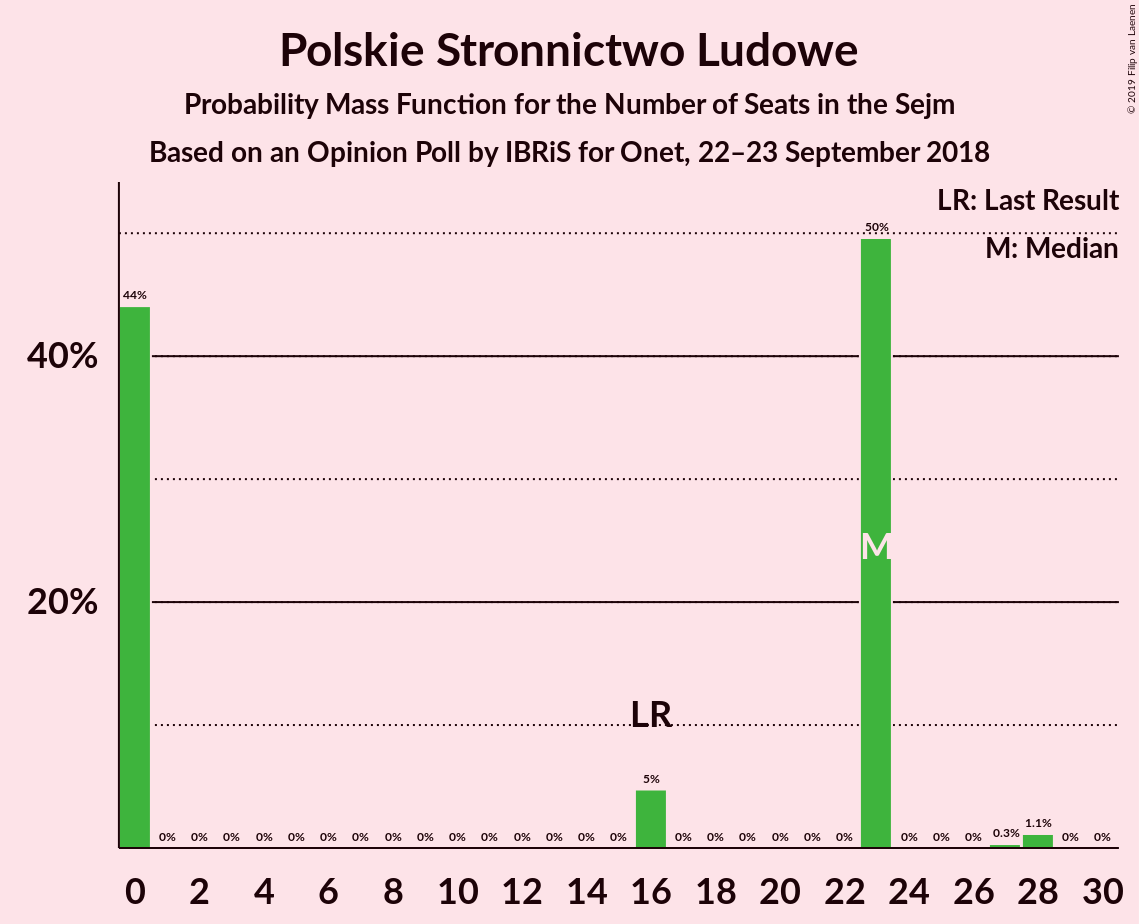 Polskie Stronnictwo Ludowe
Probability Mass Function for the Number of Seats in the Sejm
Based on an Opinion Poll by IBRiS for Onet, 22–23 September 2018
© 2019 Filip van Laenen
LR: Last Result
M: Median
50%
44%
40%
M
20%
LR
5%
0% 0% 0% 0% 0% 0% 0% 0% 0% 0% 0% 0% 0% 0% 0% 0% 0% 0% 0% 0% 0% 0% 0% 0% 0.3% 1.1% 0% 0%
0 2 4 6 8 10 12 14 16 18 20 22 24 26 28 30